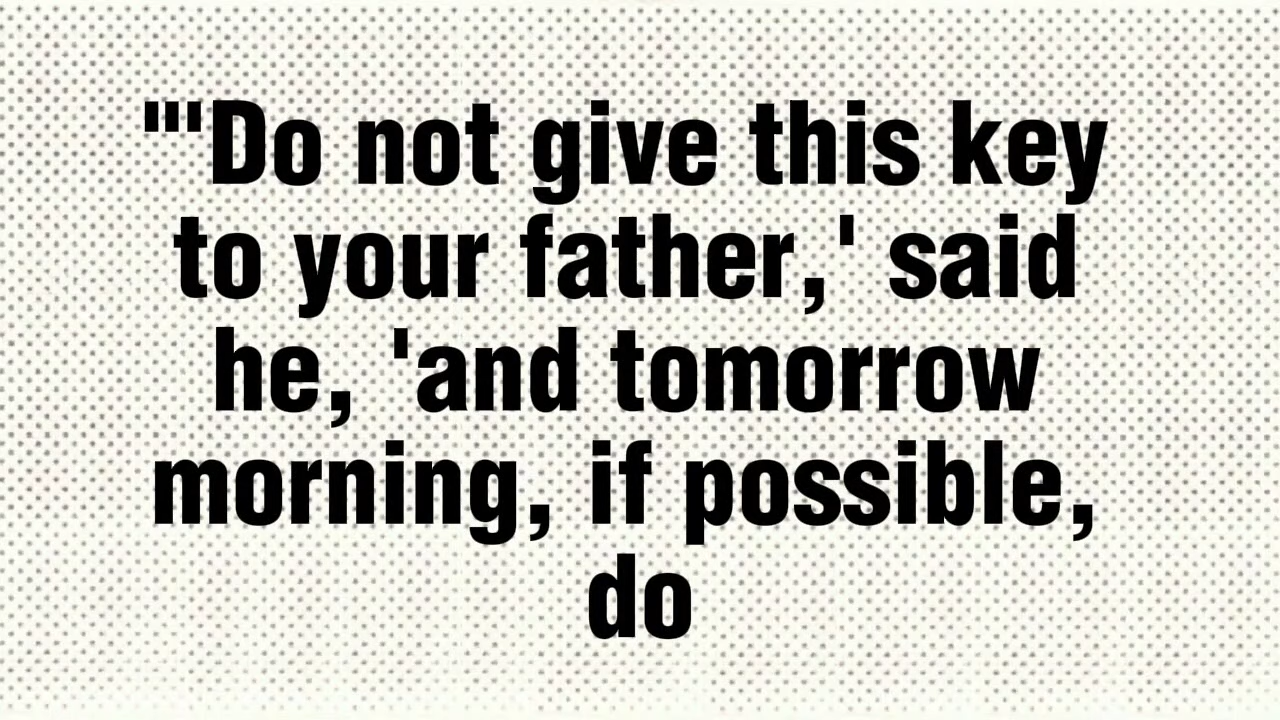 "'Do not give this key
to your father,' said
he, 'and tomorrow
morning, if possible,
do